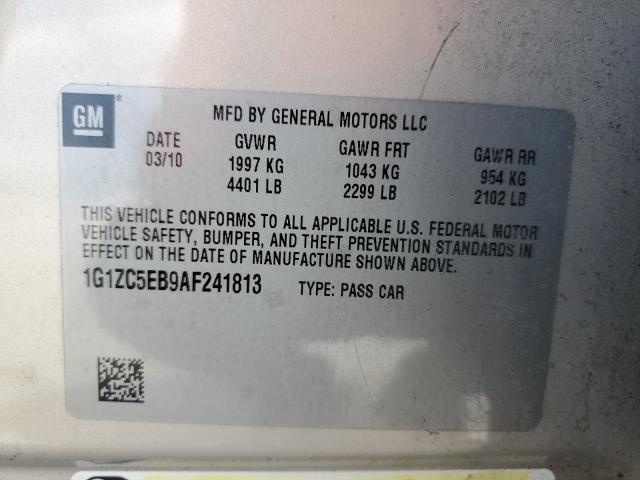 GM ® MFD BY GENERAL MOTORS LLC
DATE GVWR GAWR FRT GAWR RR
03/10 1997 KG 1043 KG 954 KG
4401 LB 2299 LB 2102 LB
THIS VEHICLE CONFORMS TO ALL APPLICABLE U.S. FEDERAL MOTOR
VEHICLE SAFETY, BUMPER, AND THEFT PREVENTION STANDARDS IN
EFFECT ON THE DATE OF MANUFACTURE SHOWN ABOVE.
1G1ZC5EB9AF241813 TYPE: PASS CAR